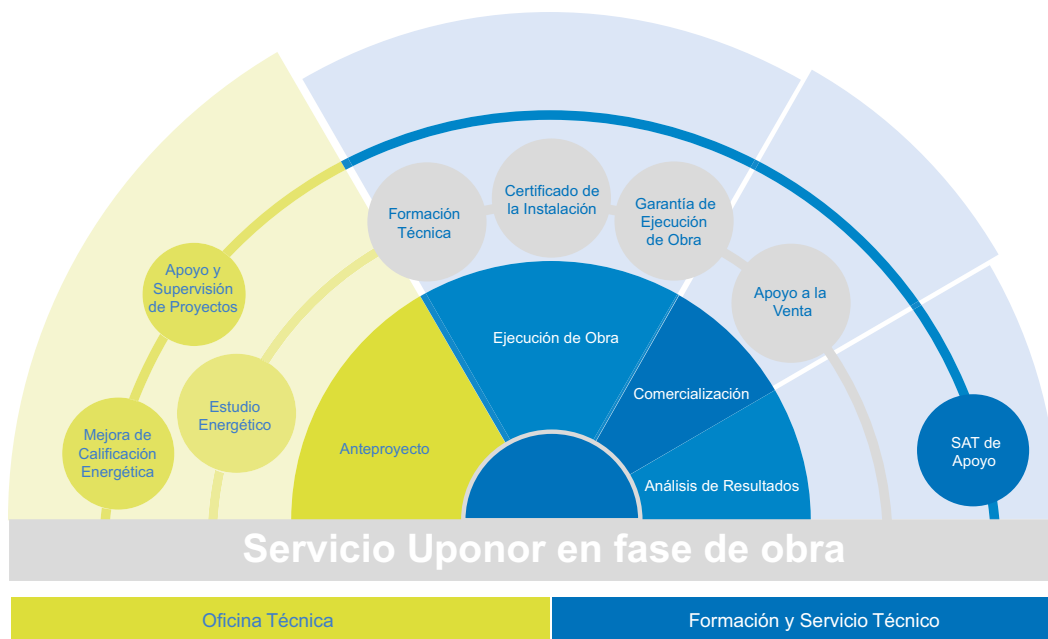 Certificado de
la Instalación
Formación
Técnica
Garantía de
Ejecución
de Obra
Apoyo y
Supervisión
de Proyectos
Apoyo a la
Venta
Ejecución de Obra
Comercialización
Estudio
Energético
Mejora de
Calificación
Energética
Anteproyecto
SAT de
Apoyo
Análisis de Resultados
Servicio Uponor en fase de obra
Oficina Técnica
Formación y Servicio Técnico